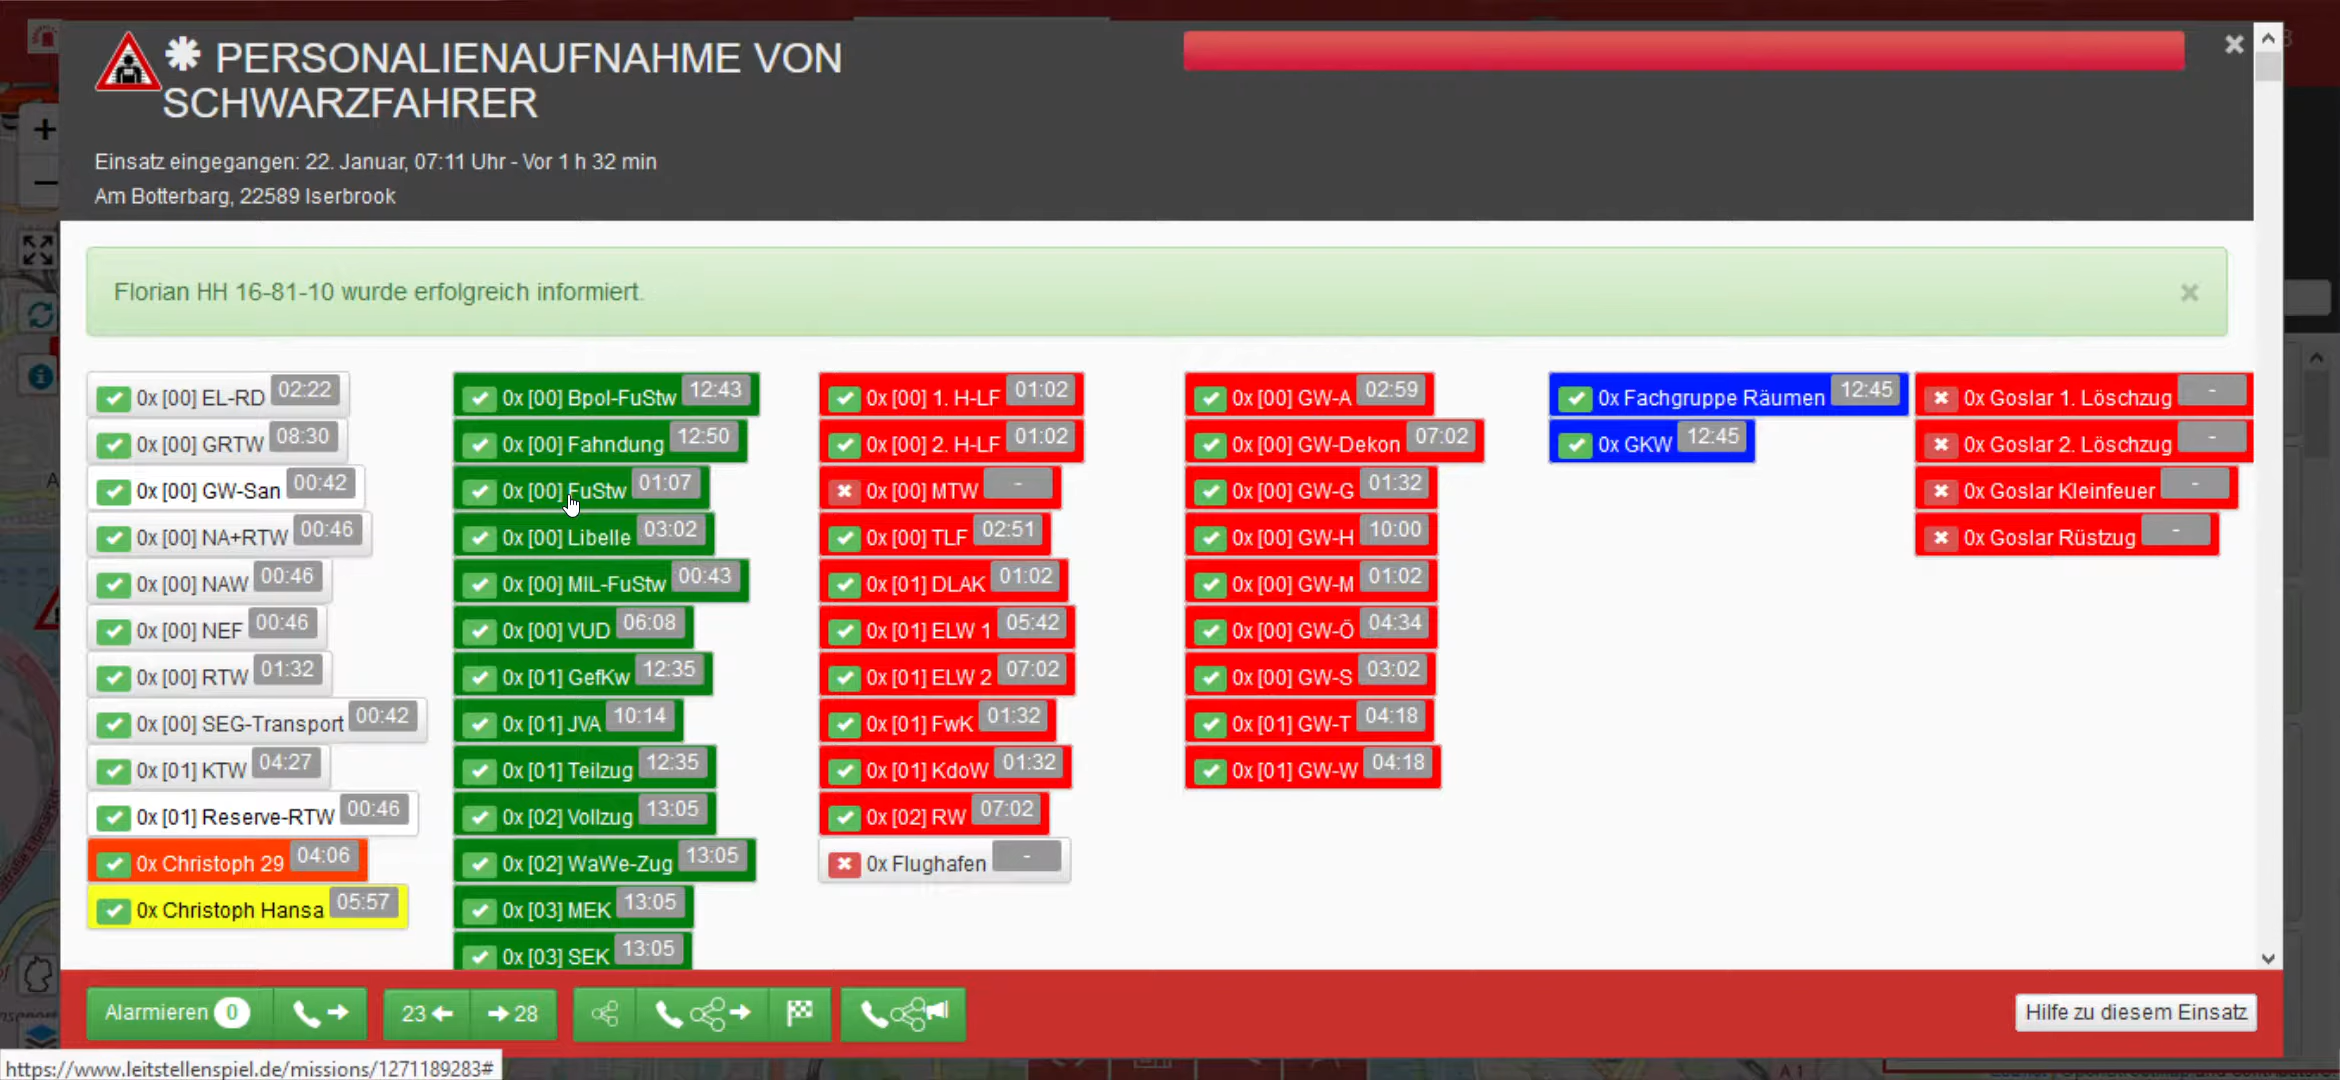 PERSONALIENAUFNAHME VON
SCHWARZFAHRER
Einsatz eingegangen: 22. Januar, 07:11 Uhr - Vor 1 h 32 min
Am Botterbarg, 22589 Iserbrook
Florian HH 16-81-10 wurde erfolgreich informiert.
0x [00] EL-RD 02:22
0x [00] GRTW 08:30
0x [00] GW-San 00:42
0x [00] NA+RTW 00:46
0x [00] NAW 00:46
0x [00] NEF 00:46
0x [00] RTW 01:32
0x [00] SEG-Transport 00:42
0x [01] KTW 04:27
0x [01] Reserve-RTW 00:46
0x Christoph 29 04:06
0x Christoph Hansa 05:57
0x [00] Bpol-FuStw 12:43
0x [00] Fahndung 12:50
0x [00] FuStw 01:07
0x [00] Libelle 03:02
0x [00] MIL-FuStw 00:43
0x [00] VUD 06:08
0x [01] GefKw 12:35
0x [01] JVA 10:14
0x [01] Teilzug 12:35
0x [02] Vollzug 13:05
0x [02] WaWe-Zug 13:05
0x [03] MEK 13:05
0x [03] SEK 13:05
0x [00] 1. H-LF 01:02
0x [00] 2. H-LF 01:02
0x [00] MTW -
0x [00] TLF 02:51
0x [01] DLAK 01:02
0x [01] ELW 1 05:42
0x [01] ELW 2 07:02
0x [01] FwK 01:32
0x [01] KdoW 01:32
0x [02] RW 07:02
0x Flughafen -
0x [00] GW-A 02:59
0x [00] GW-Dekon 07:02
0x [00] GW-G 01:32
0x [00] GW-H 10:00
0x [00] GW-M 01:02
0x [00] GW-Ö 04:34
0x [00] GW-S 03:02
0x [01] GW-T 04:18
0x [01] GW-W 04:18
0x Fachgruppe Räumen 12:45
0x GKW 12:45
0x Goslar 1. Löschzug -
0x Goslar 2. Löschzug -
0x Goslar Kleinfeuer -
0x Goslar Rüstzug -
Alarmieren 0
23
28
Hilfe zu diesem Einsatz
https://www.leitstellenspiel.de/missions/1271189283#